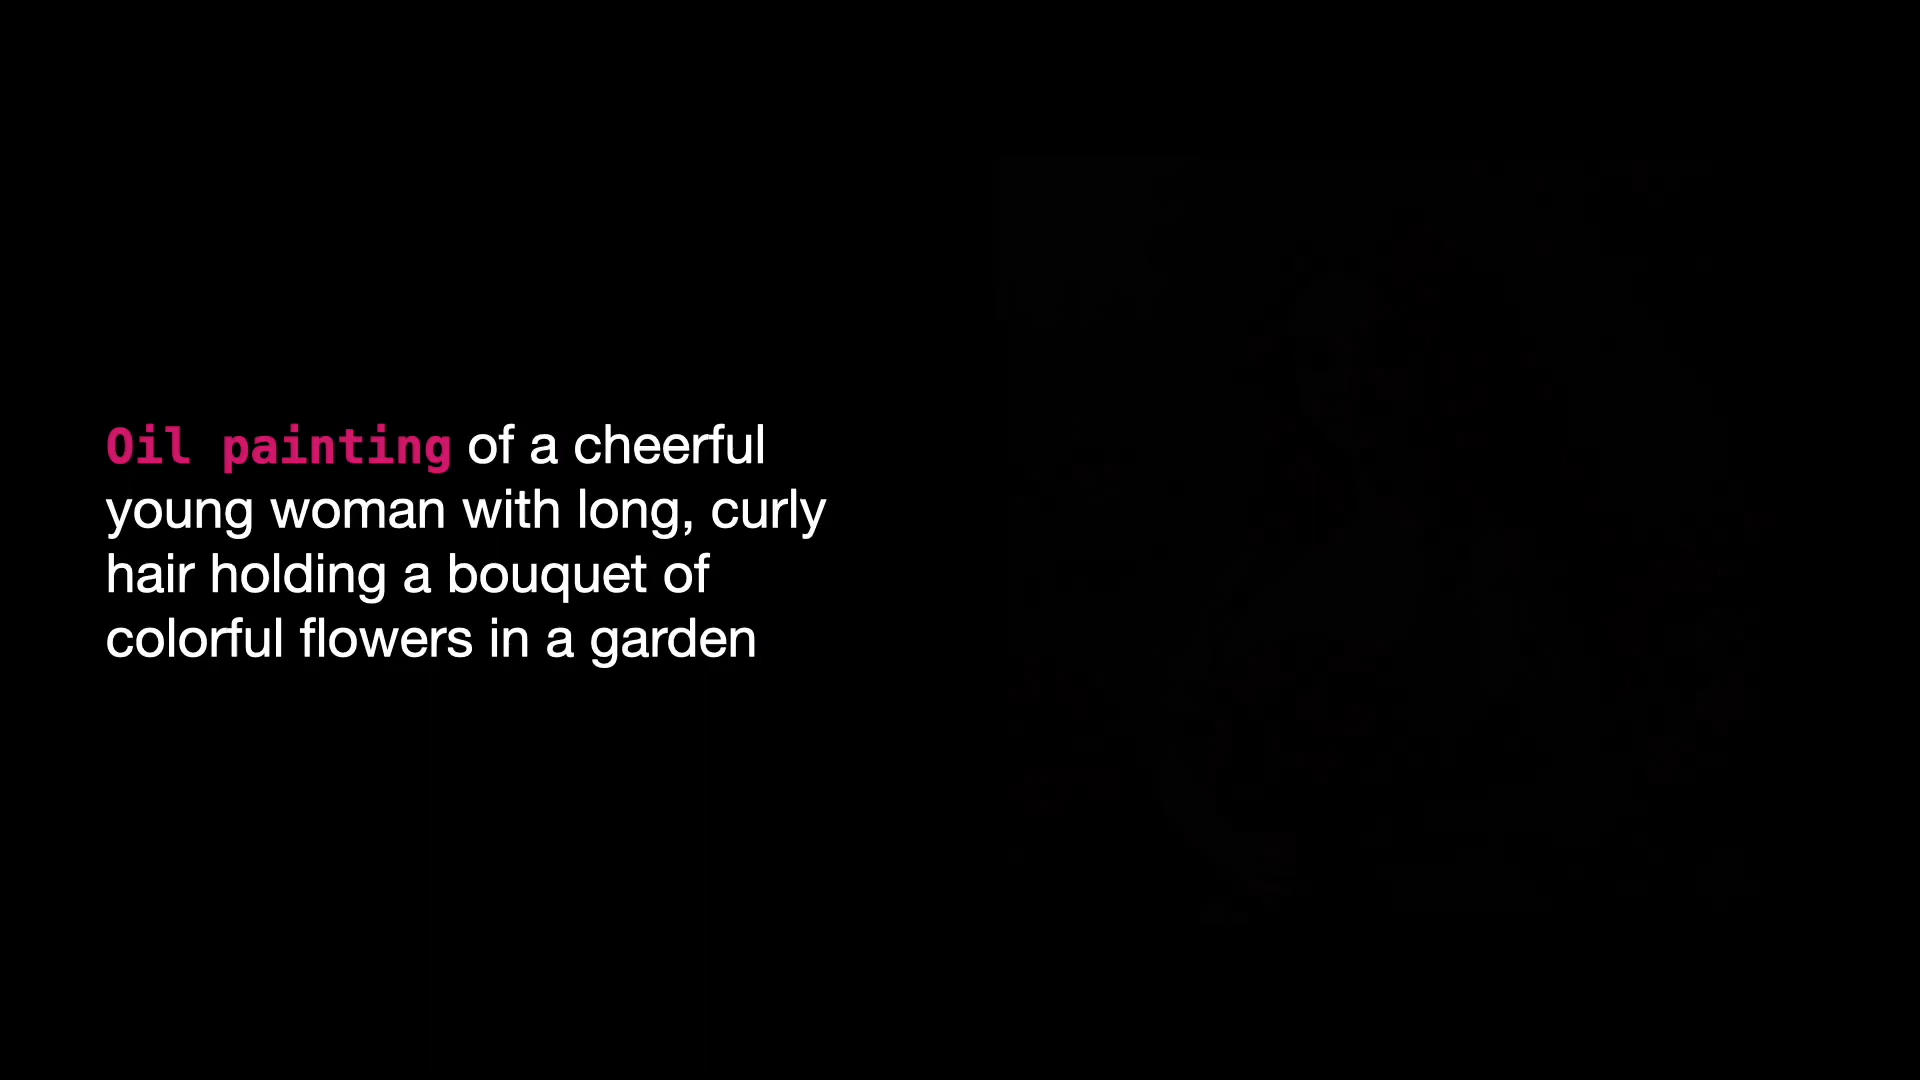 Oil painting of a cheerful
young woman with long, curly
hair holding a bouquet of
colorful flowers in a garden